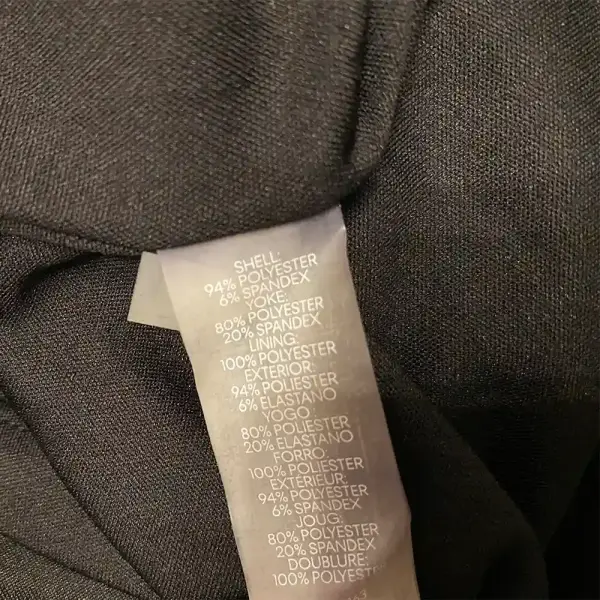 SHELL:
94% POLYESTER
6% SPANDEX
YOKE:
80% POLYESTER
20% SPANDEX
LINING:
100% POLYESTER
EXTERIOR:
94% POLIESTER
6% ELASTANO
YOGO:
80% POLIESTER
20% ELASTANO
FORRO:
100% POLIESTER
EXTÉRIEUR:
94% POLYESTER
6% SPANDEX
JOUG:
80% POLYESTER
20% SPANDEX
DOUBLURE:
100% POLYEST